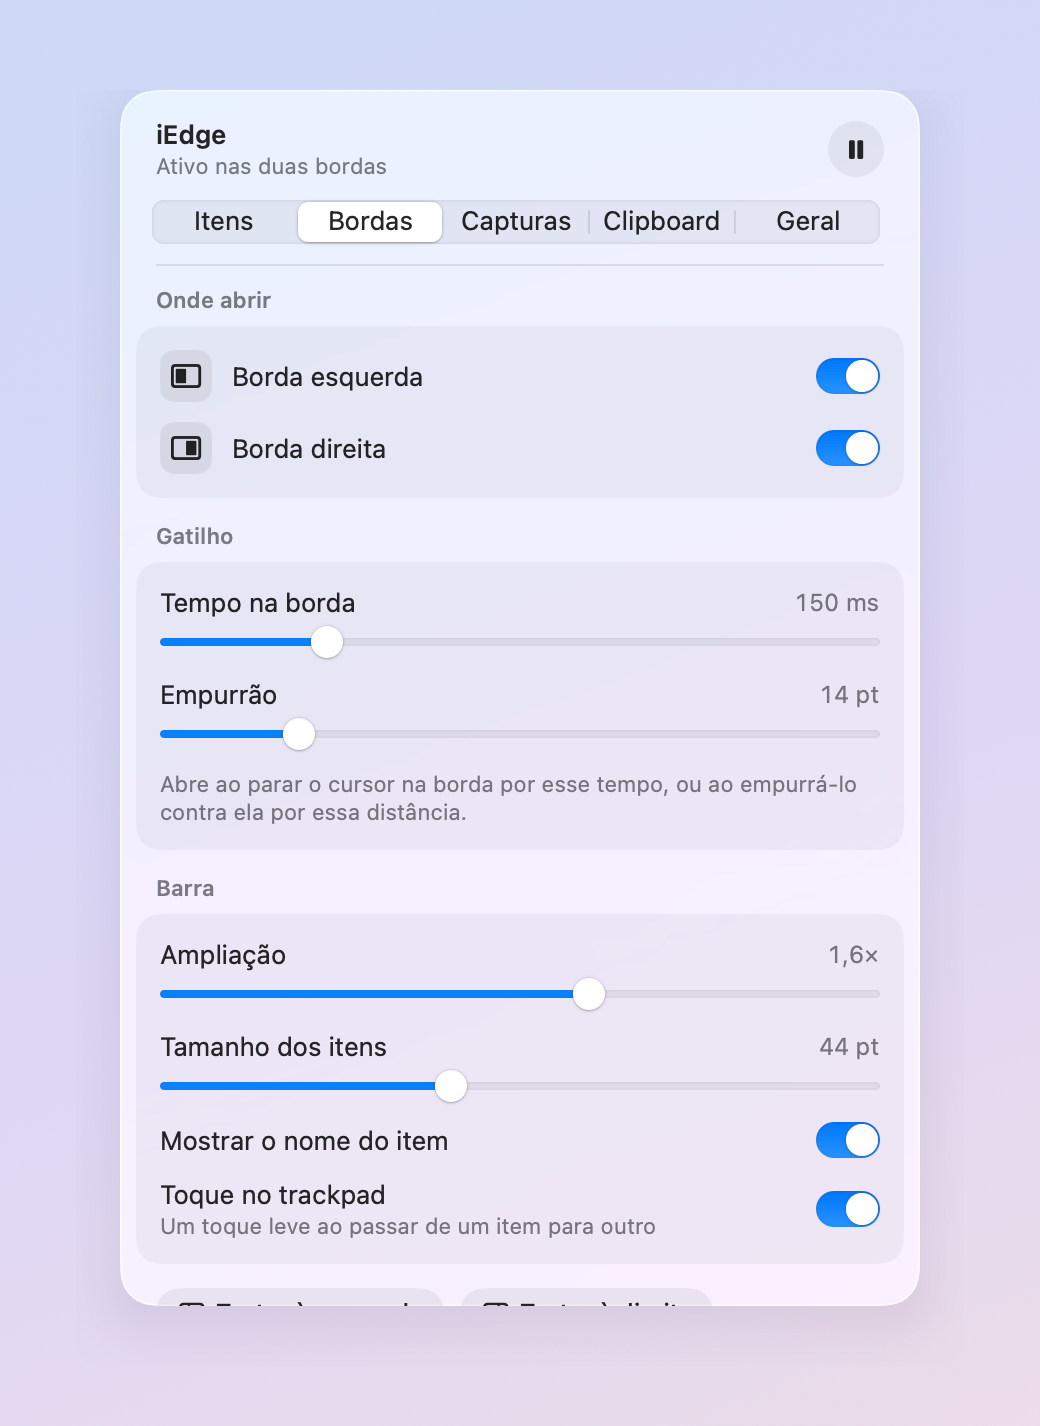 iEdge
Ativo nas duas bordas
Itens
Bordas
Capturas
Clipboard
Geral
Onde abrir
Borda esquerda
Borda direita
Gatilho
Tempo na borda
150 ms
Empurrão
14 pt
Abre ao parar o cursor na borda por esse tempo, ou ao empurrá-lo
contra ela por essa distância.
Barra
Ampliação
1,6×
Tamanho dos itens
44 pt
Mostrar o nome do item
Toque no trackpad
Um toque leve ao passar de um item para outro